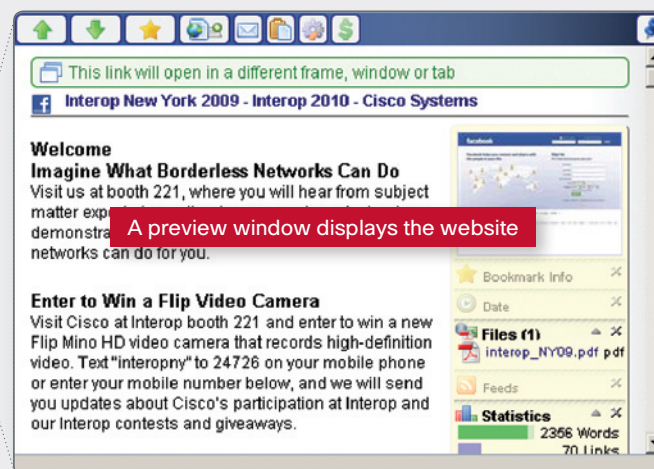 This link will open in a different frame, window or tab
Interop New York 2009 - Interop 2010 - Cisco Systems
Welcome
Imagine What Borderless Networks Can Do
Visit us at booth 221, where you will hear from subject
matter
demonstra
networks can do for you.
A preview window displays the website
Enter to Win a Flip Video Camera
Visit Cisco at Interop booth 221 and enter to win a new
Flip Mino HD video camera that records high-definition
video. Text "interopny" to 24726 on your mobile phone
or enter your mobile number below, and we will send
you updates about Cisco's participation at Interop and
our Interop contests and giveaways.
facebook
Bookmark Info
Date
Files (1)
interop_NY09.pdf pdf
Feeds
Statistics
2356 Words
70 Links